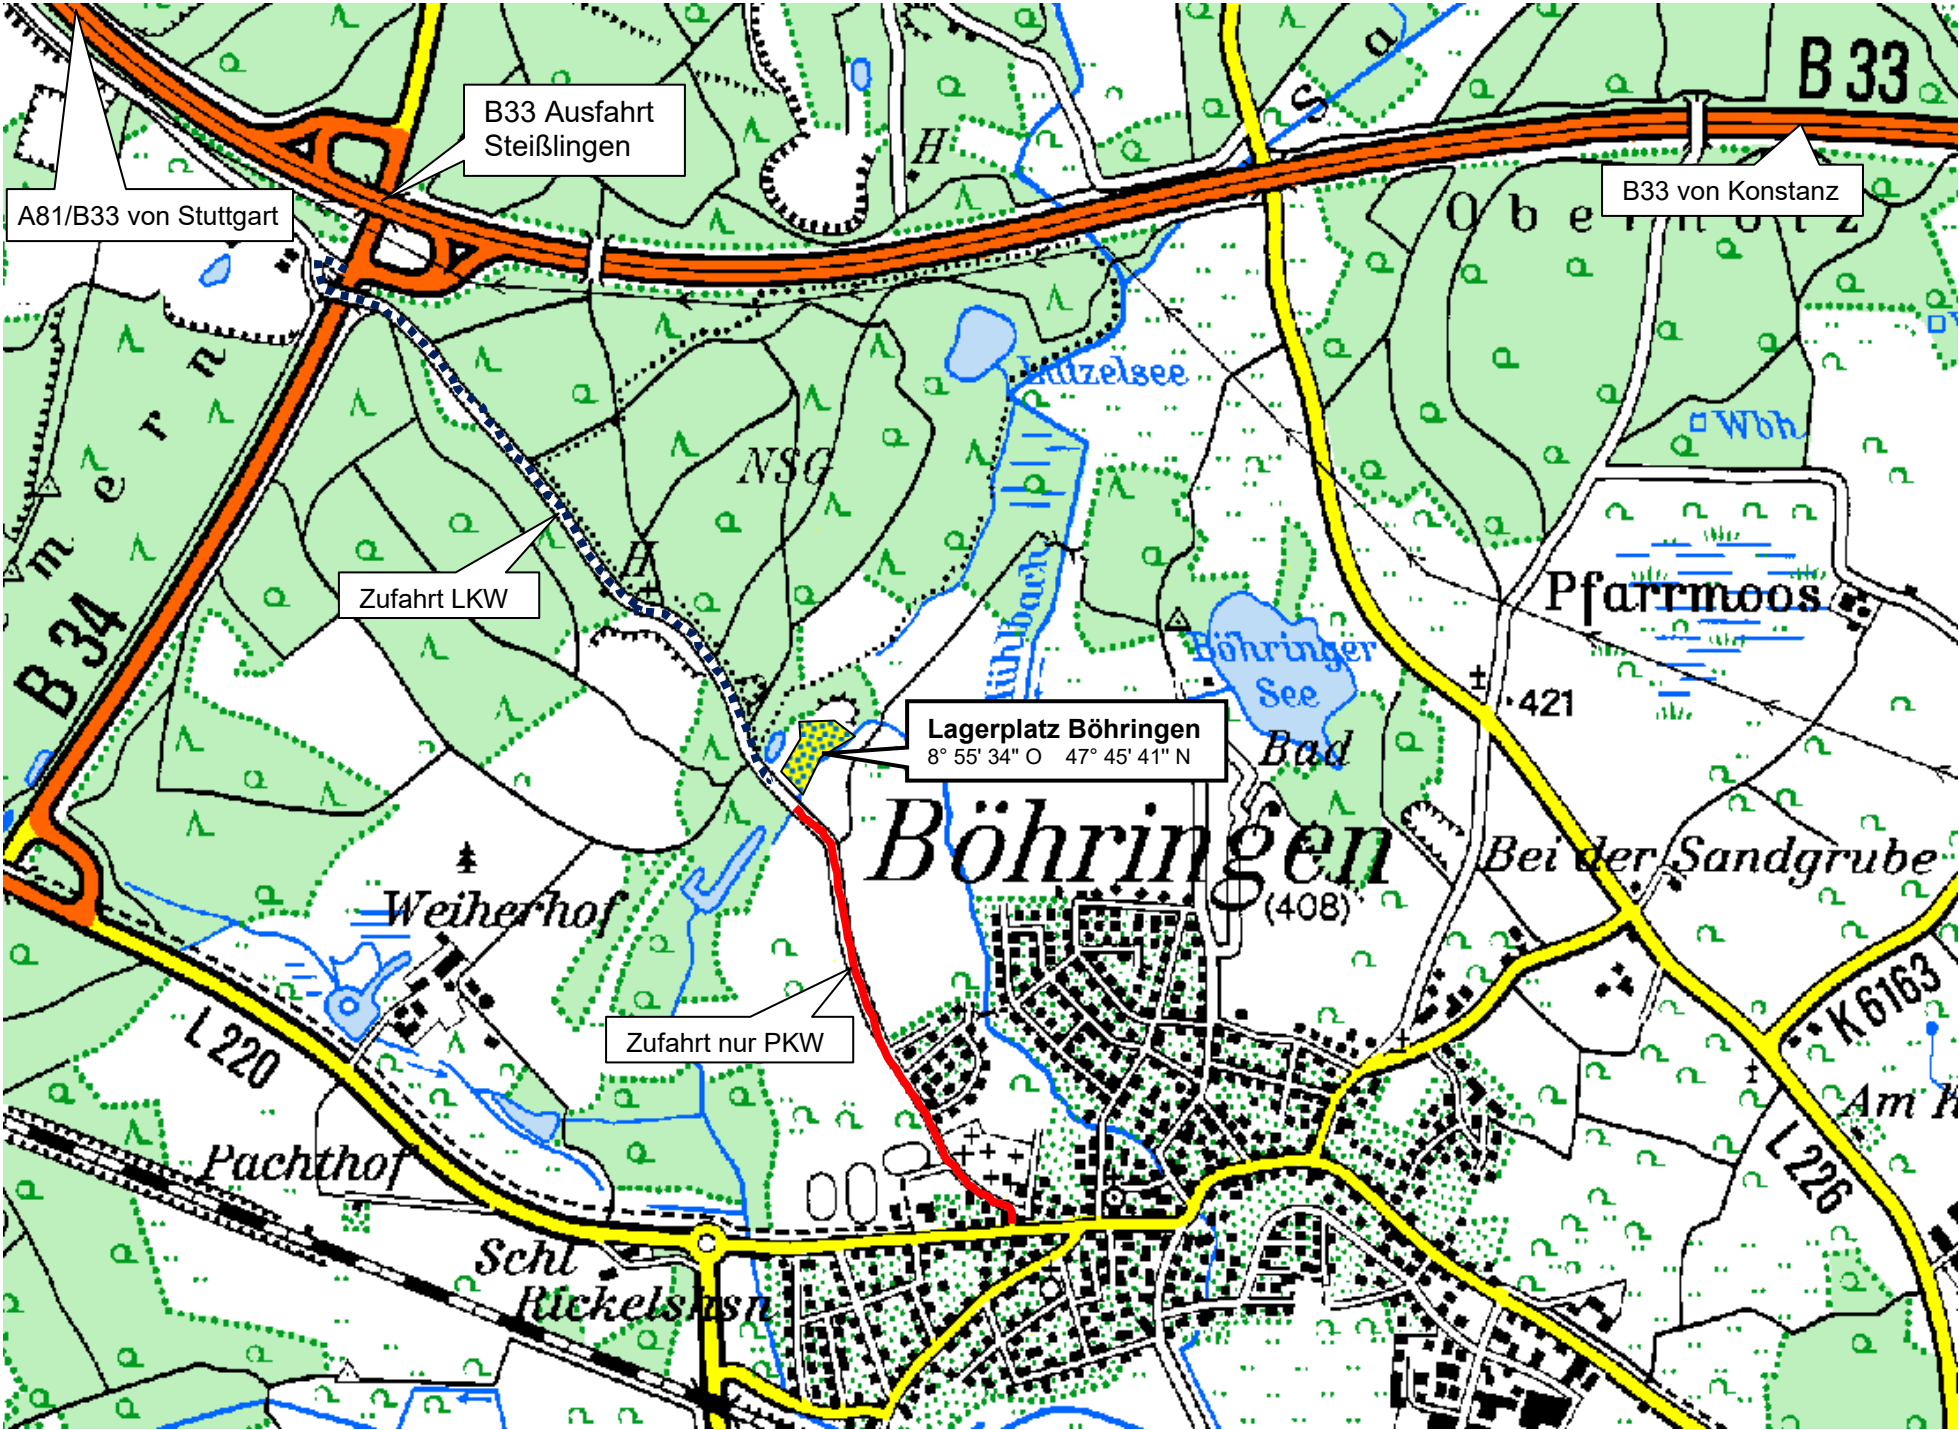 B 33
B33 Ausfahrt
Steißlingen
H
B33 von Konstanz
A81/B33 von Stuttgart
NSG
Wbh
Zufahrt LKW
H
Pfarrmoos
B 34
Mühlbach
Böhringer
See
421
Lagerplatz Böhringen
8° 55' 34" O 47° 45' 41" N
Bad
Böhringen
(408)
Bei der Sandgrube
Weiherhof
L 220
Zufahrt nur PKW
K 6163
Am
Pachthof
L 226
Schl
Rickelshsn